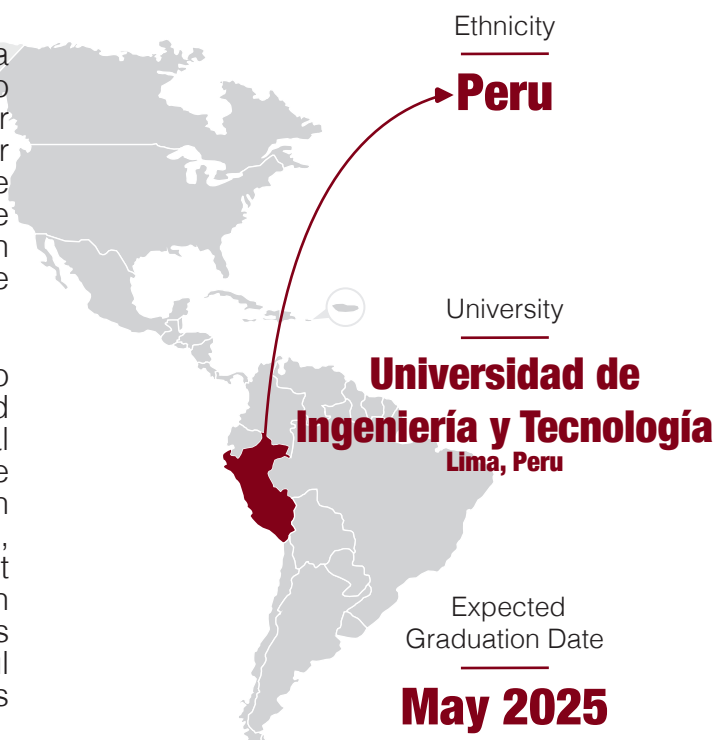 Ethnicity
Peru
University
Universidad de
Ingeniería y Tecnología
Lima, Peru
Expected
Graduation Date
May 2025